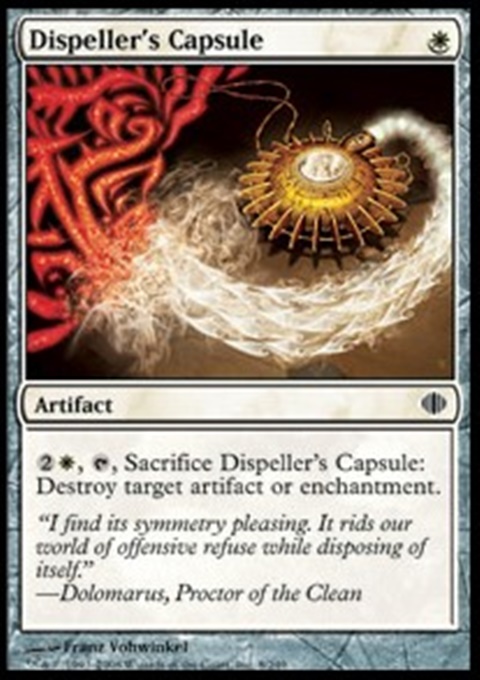 Dispeller's Capsule
Artifact
2, , Sacrifice Dispeller's Capsule:
Destroy target artifact or enchantment.
"I find its symmetry pleasing. It rids our
world of offensive refuse while disposing of
itself."
—Dolomarus, Proctor of the Clean
Franz Vohwinkel